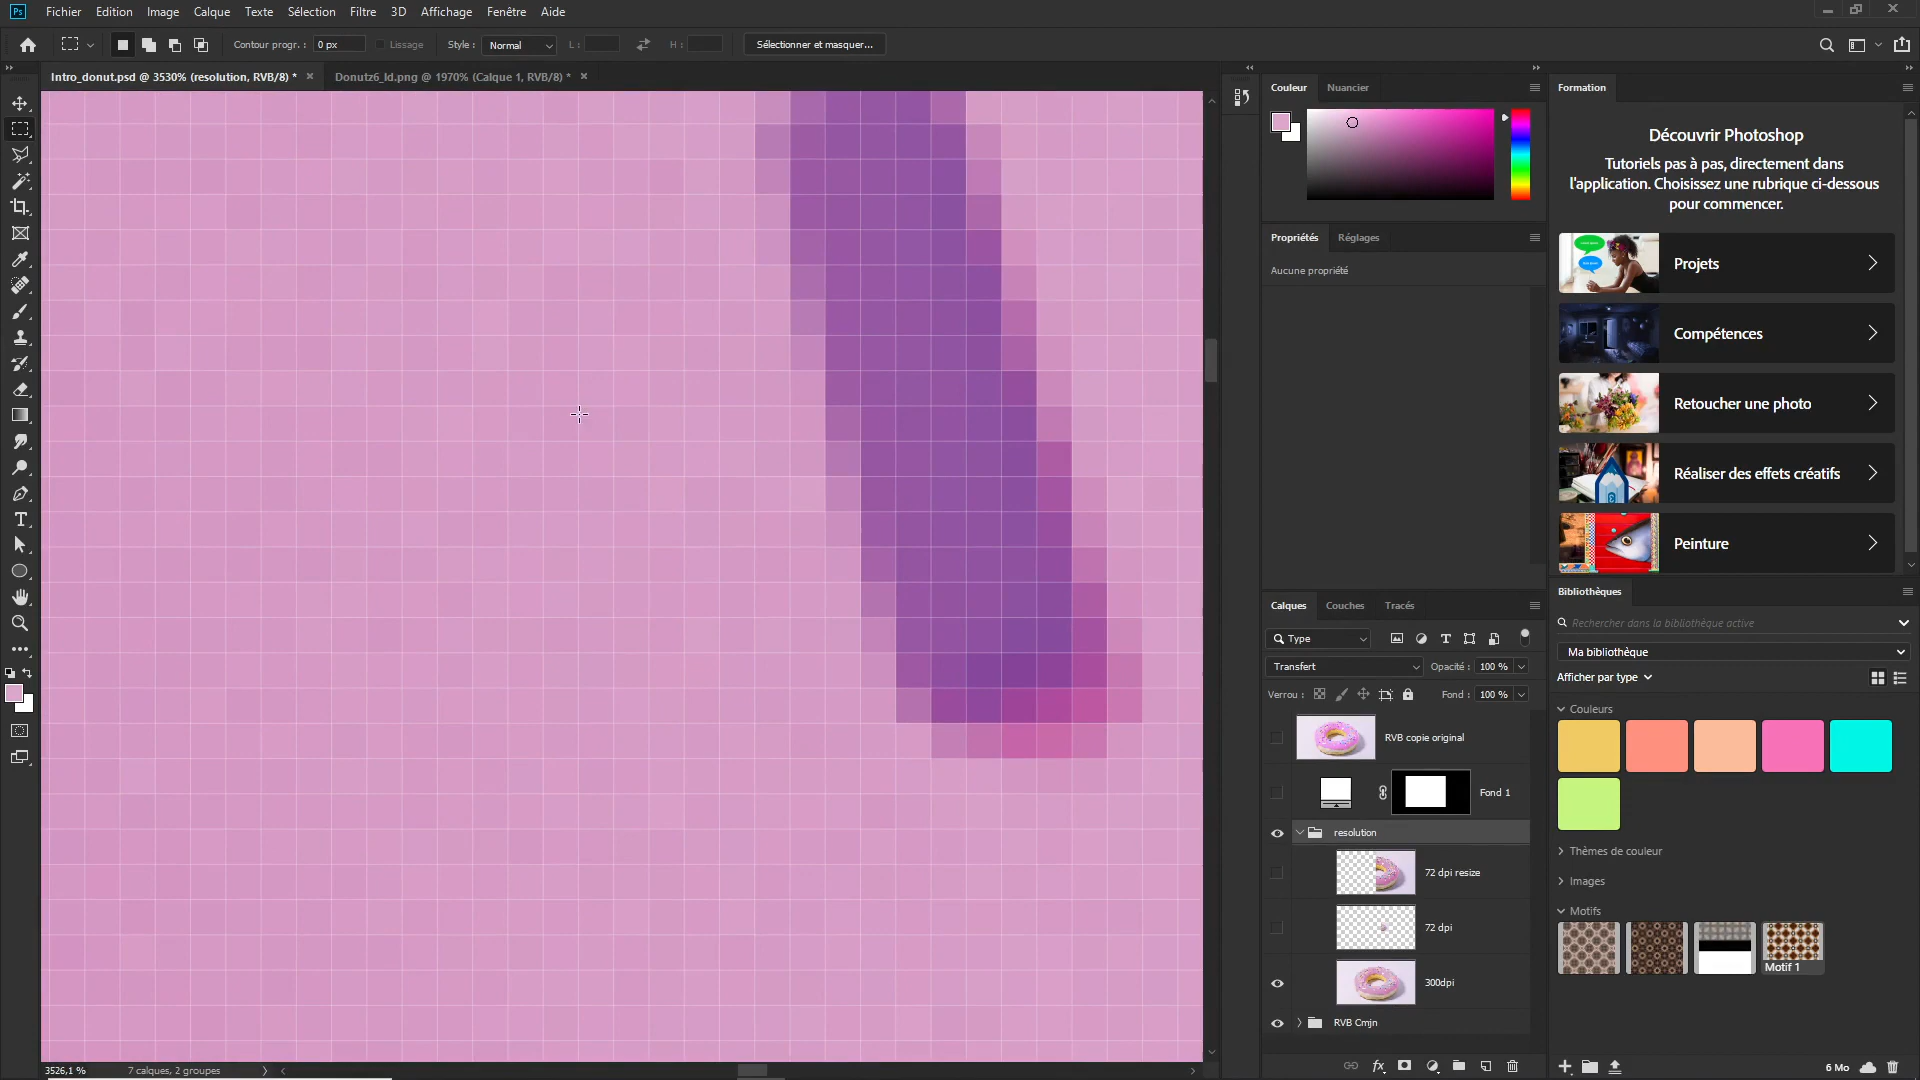 Ps Fichier Edition Image Calque Texte Sélection Filtre 3D Affichage Fenêtre Aide
Contour progr. : 0 px Lissage Style : Normal L : H : Sélectionner et masquer...
Intro_donut.psd @ 3530% (resolution, RVB/8) * Donutz6_ld.png @ 1970% (Calque 1, RVB/8) *
Couleur Nuancier
Propriétés Réglages
Aucune propriété
Calques Couches Tracés
Type
Transfert Opacité : 100 %
Verrou : Fond : 100 %
RVB copie original
Fond 1
resolution
72 dpi resize
72 dpi
300dpi
RVB Cmjn
Formation
Découvrir Photoshop
Tutoriels pas à pas, directement dans
l'application. Choisissez une rubrique ci-dessous
pour commencer.
Projets
Compétences
Retoucher une photo
Réaliser des effets créatifs
Peinture
Bibliothèques
Rechercher dans la bibliothèque active
Ma bibliothèque
Afficher par type
Couleurs
Thèmes de couleur
Images
Motifs
Motif 1
6 Mo
3526,1 % 7 calques, 2 groupes